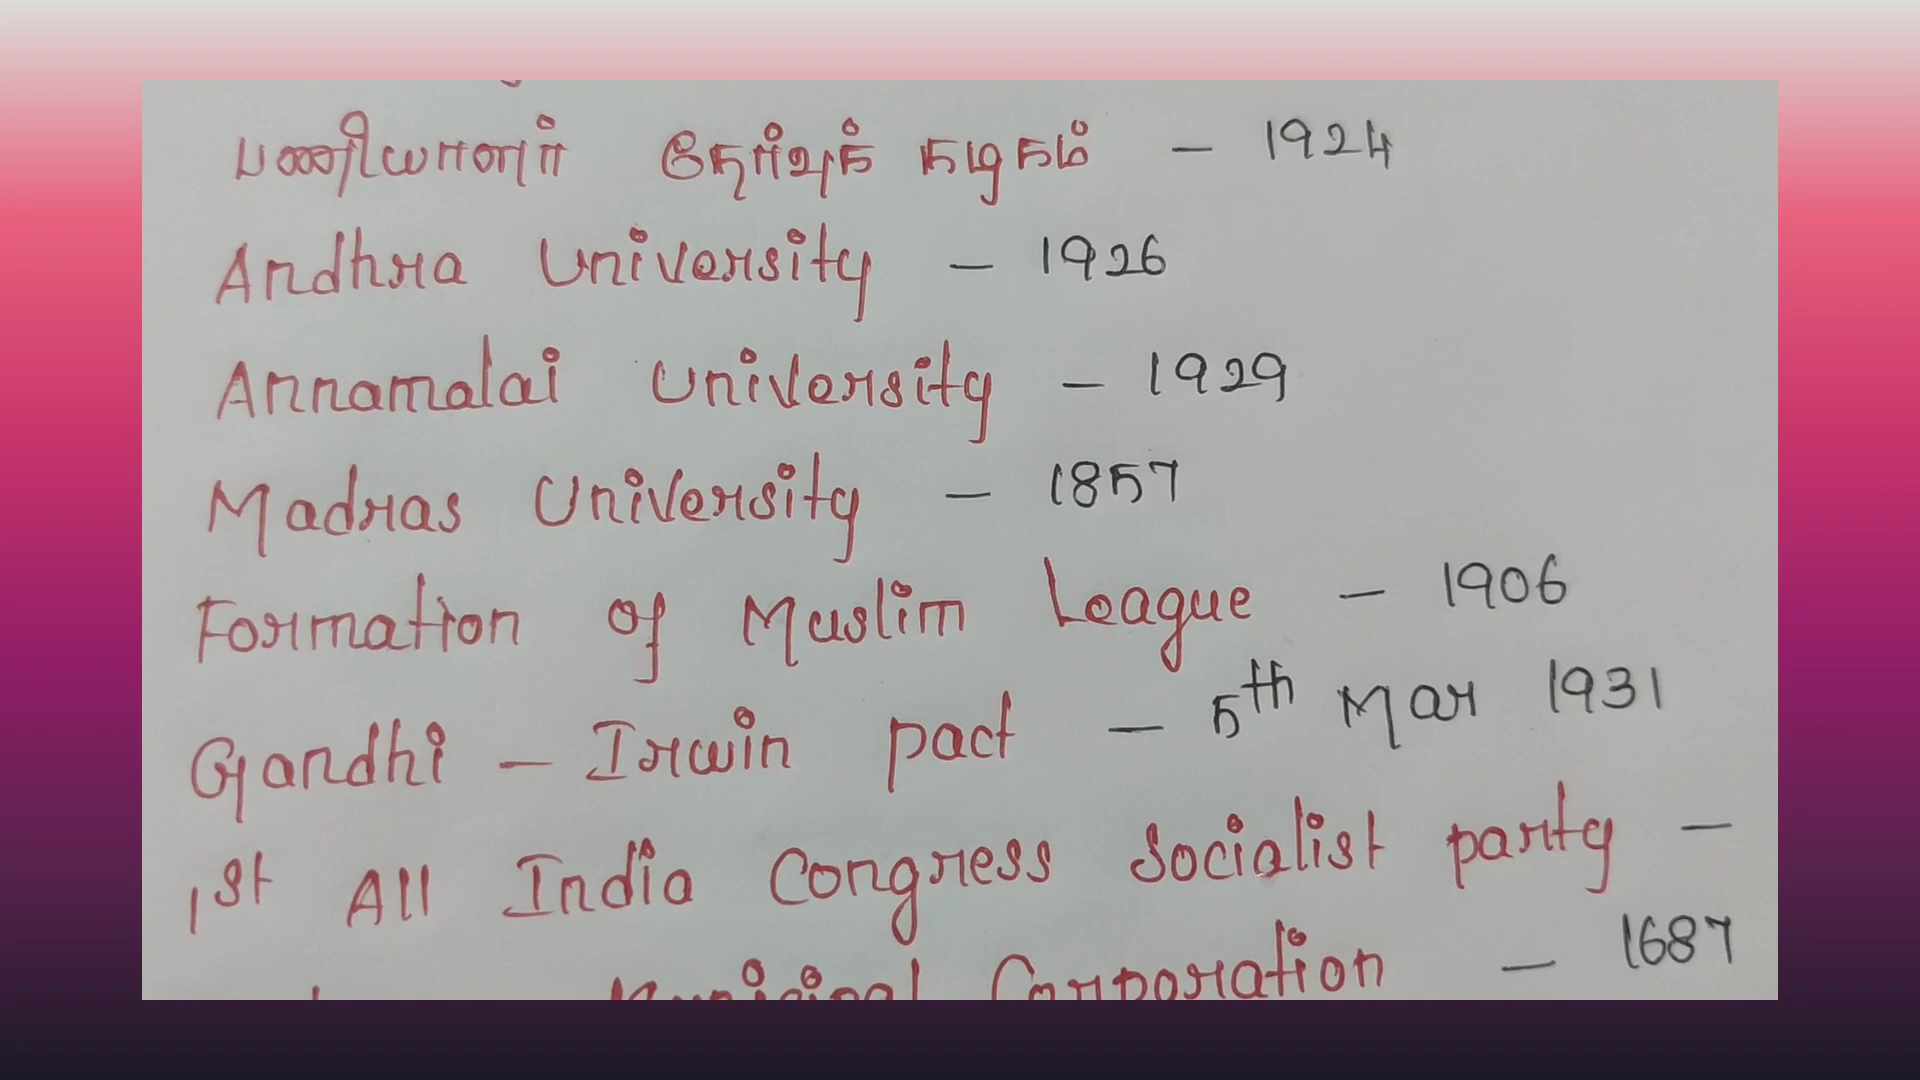 பணியாளர் தேர்வுக் கழகம் - 1924
Andhra University - 1926
Annamalai University - 1929
Madras University - 1857
Formation of Muslim League - 1906
Gandhi - Irwin pact - 5th Mar 1931
1st All India Congress Socialist party -
Municipal Corporation - 1687